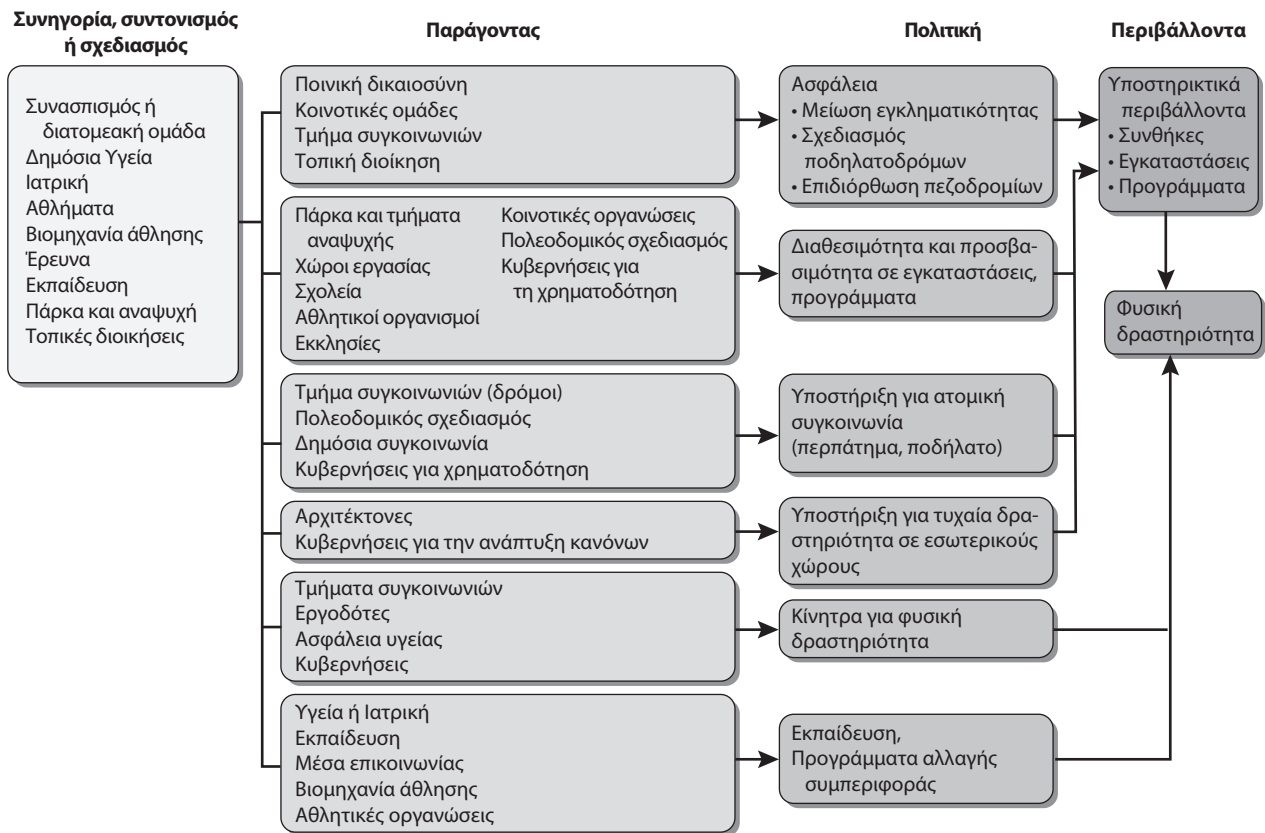 Συνηγορία, συντονισμός
ή σχεδιασμός
Παράγοντας
Πολιτική
Περιβάλλοντα
Συνασπισμός ή
διατομεακή ομάδα
Δημόσια Υγεία
Ιατρική
Αθλήματα
Βιομηχανία άθλησης
Έρευνα
Εκπαίδευση
Πάρκα και αναψυχή
Τοπικές διοικήσεις
Ποινική δικαιοσύνη
Κοινοτικές ομάδες
Τμήμα συγκοινωνιών
Τοπική διοίκηση
Ασφάλεια
• Μείωση εγκληματικότητας
• Σχεδιασμός
ποδηλατοδρόμων
• Επιδιόρθωση πεζοδρομίων
Υποστηρικτικά
περιβάλλοντα
• Συνθήκες
• Εγκαταστάσεις
• Προγράμματα
Πάρκα και τμήματα
αναψυχής
Χώροι εργασίας
Σχολεία
Αθλητικοί οργανισμοί
Εκκλησίες
Κοινοτικές οργανώσεις
Πολεοδομικός σχεδιασμός
Κυβερνήσεις για
τη χρηματοδότηση
Διαθεσιμότητα και προσβα-
σιμότητα σε εγκαταστάσεις,
προγράμματα
Φυσική
δραστηριότητα
Τμήμα συγκοινωνιών (δρόμοι)
Πολεοδομικός σχεδιασμός
Δημόσια συγκοινωνία
Κυβερνήσεις για χρηματοδότηση
Υποστήριξη για ατομική
συγκοινωνία
(περπάτημα, ποδήλατο)
Αρχιτέκτονες
Κυβερνήσεις για την ανάπτυξη κανόνων
Υποστήριξη για τυχαία δρα-
στηριότητα σε εσωτερικούς
χώρους
Τμήματα συγκοινωνιών
Εργοδότες
Ασφάλεια υγείας
Κυβερνήσεις
Κίνητρα για φυσική
δραστηριότητα
Υγεία ή Ιατρική
Εκπαίδευση
Μέσα επικοινωνίας
Βιομηχανία άθλησης
Αθλητικές οργανώσεις
Εκπαίδευση,
Προγράμματα αλλαγής
συμπεριφοράς